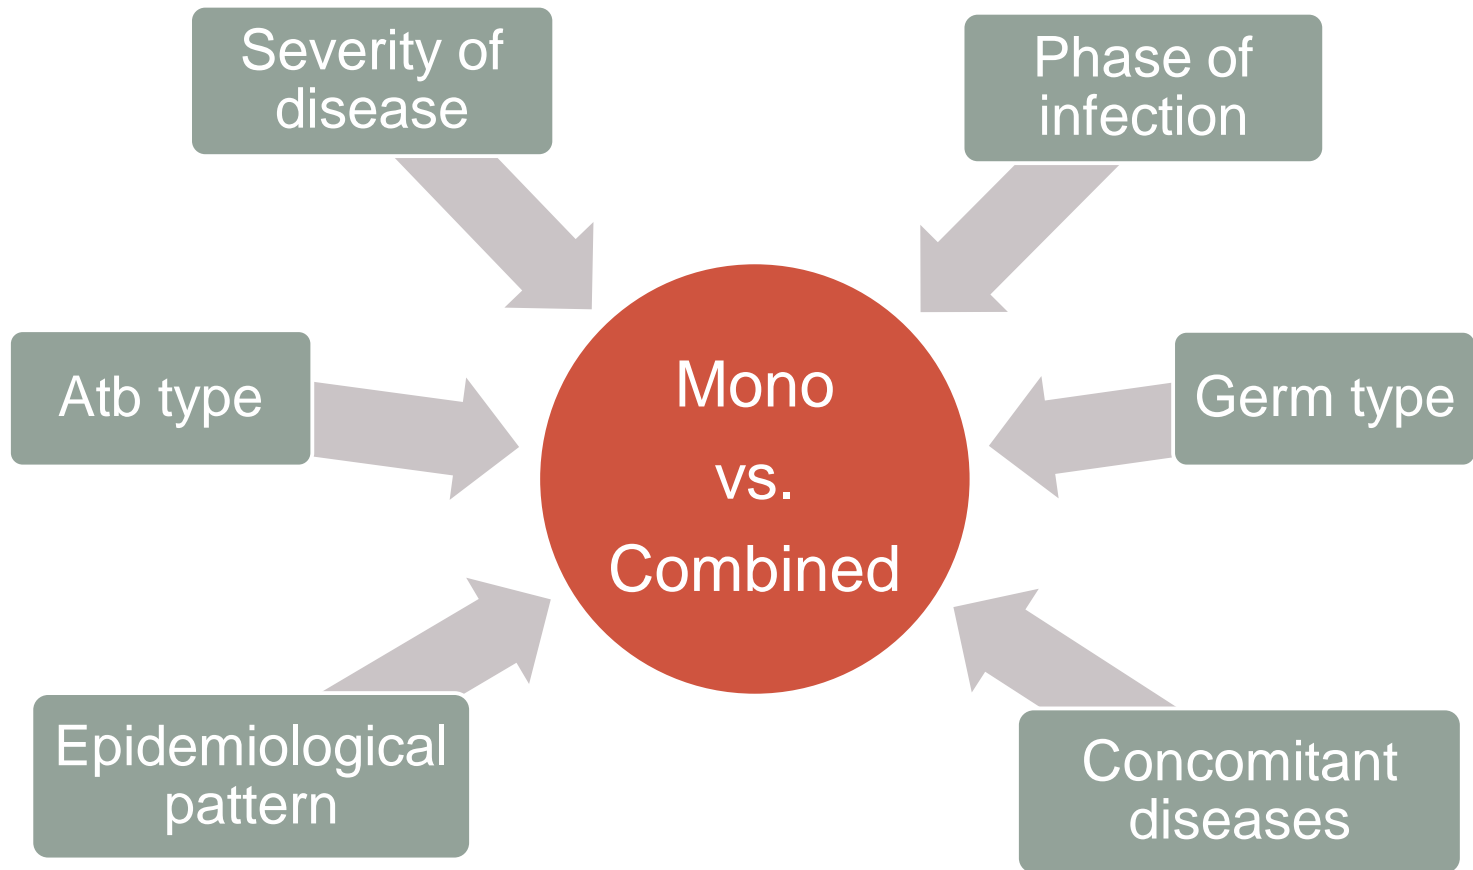 Severity of
disease
Phase of
infection
Atb type
Mono
vs.
Combined
Germ type
Epidemiological
pattern
Concomitant
diseases